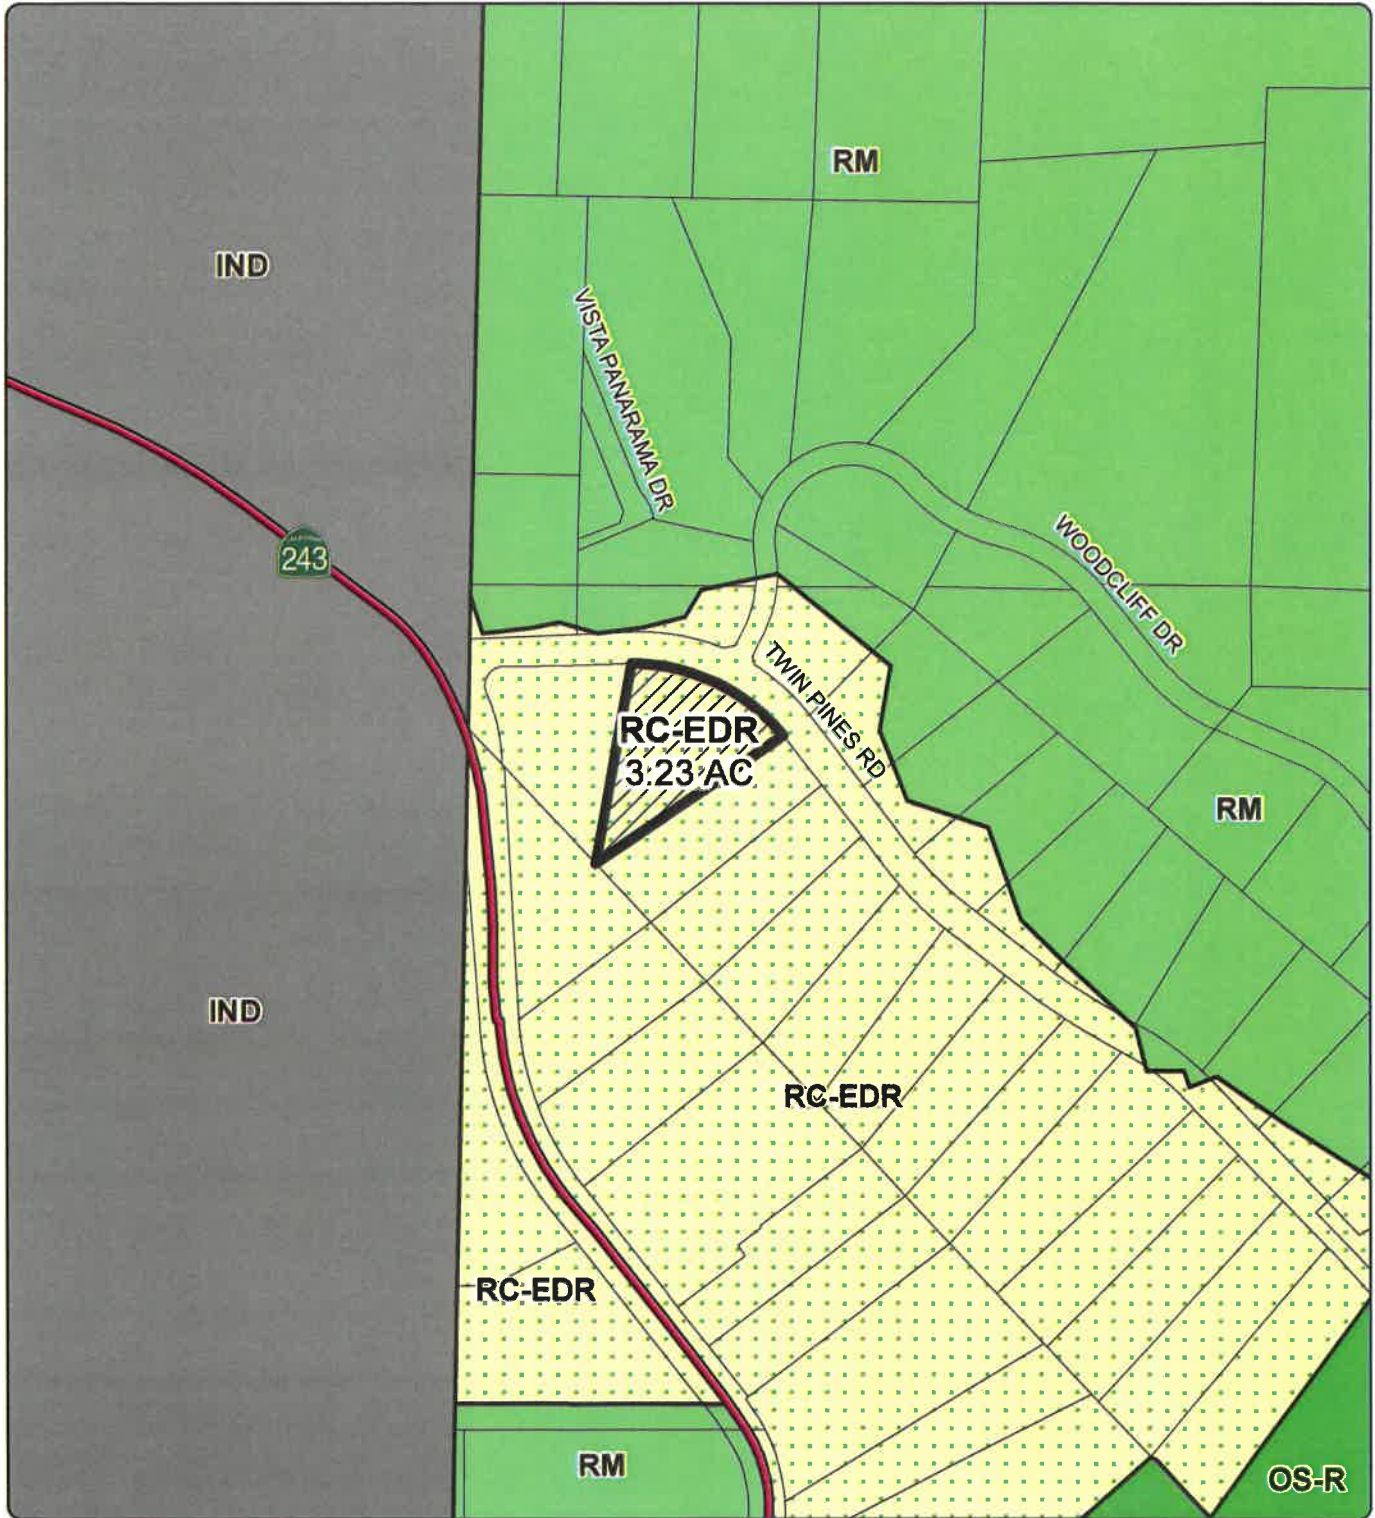 RM
IND
VISTA PANARAMA DR
243
WOODCLIFF DR
TWIN PINES RD
RC-EDR
3.23 AC
RM
IND
RC-EDR
RC-EDR
RM
OS-R